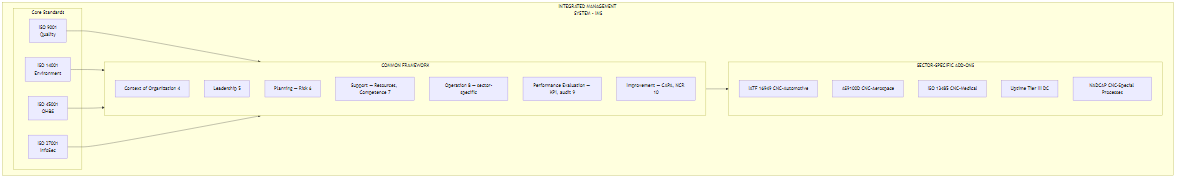 INTEGRATED MANAGEMENT
SYSTEM - IMS
Core Standards
ISO 9001
Quality
ISO 14001
Environment
ISO 45001
OH&S
ISO 27001
InfoSec
COMMON FRAMEWORK
Context of Organization 4
Leadership 5
Planning — Risk 6
Support — Resources,
Competence 7
Operation 8 — sector-
specific
Performance Evaluation —
KPI, audit 9
Improvement — CAPA, NCR
10
SECTOR-SPECIFIC ADD-ONS
IATF 16949 CNC-Automotive
AS9100D CNC-Aerospace
ISO 13485 CNC-Medical
Uptime Tier III DC
NADCAP CNC-Special
Processes